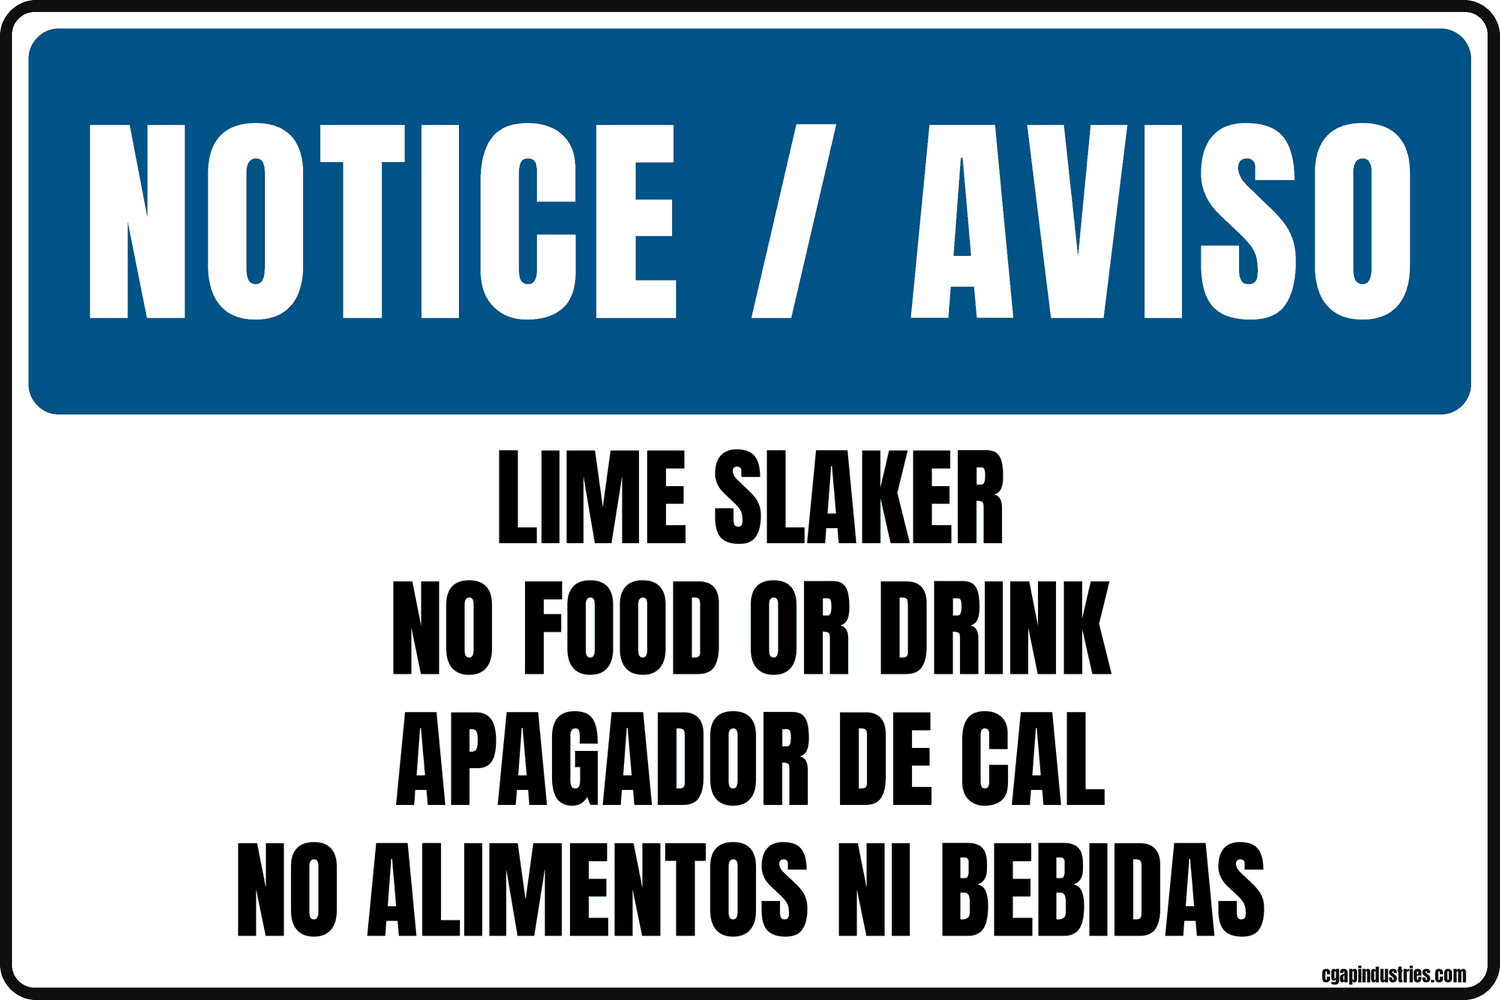 NOTICE / AVISO
LIME SLAKER
NO FOOD OR DRINK
APAGADOR DE CAL
NO ALIMENTOS NI BEBIDAS
cgapindustries.com